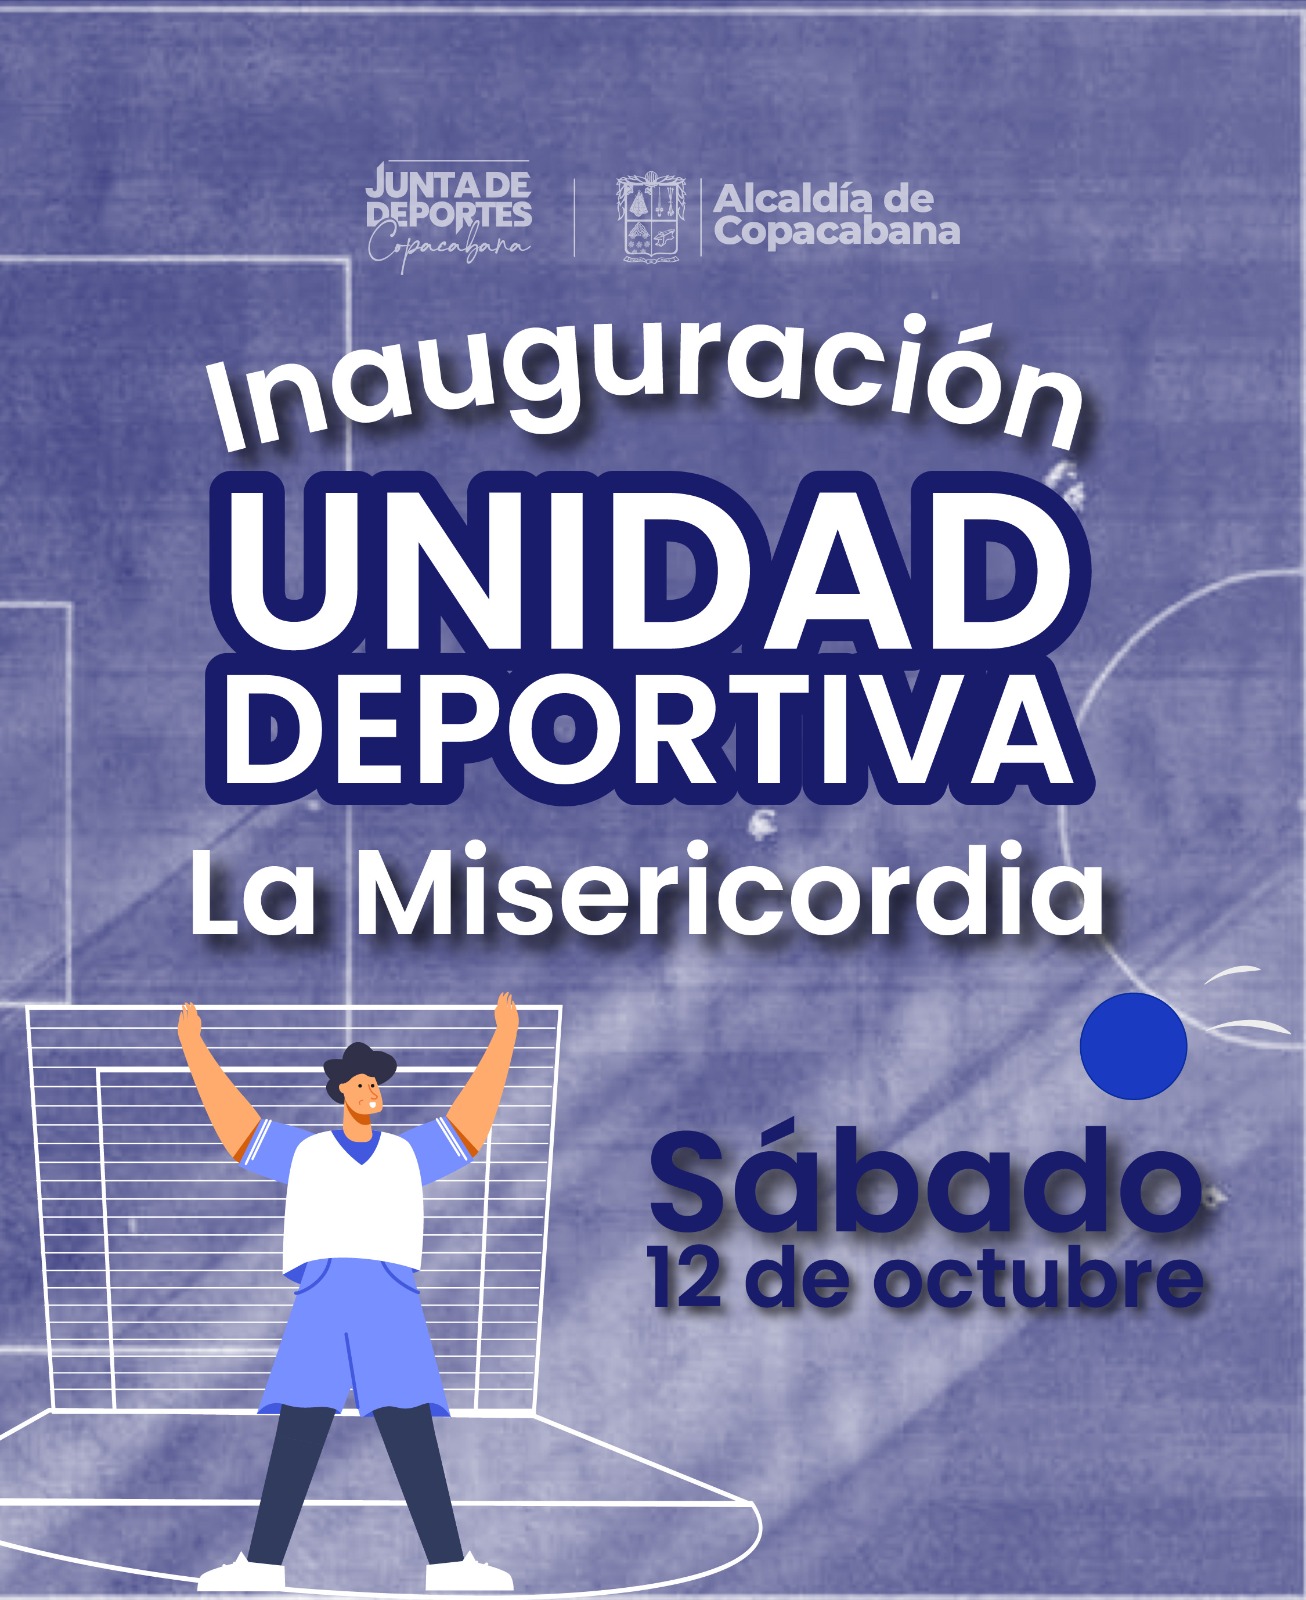 JUNTA DE
DEPORTES
Copacabana
Alcaldía de
Copacabana
Inauguración
UNIDAD
DEPORTIVA
La Misericordia
Sábado
12 de octubre